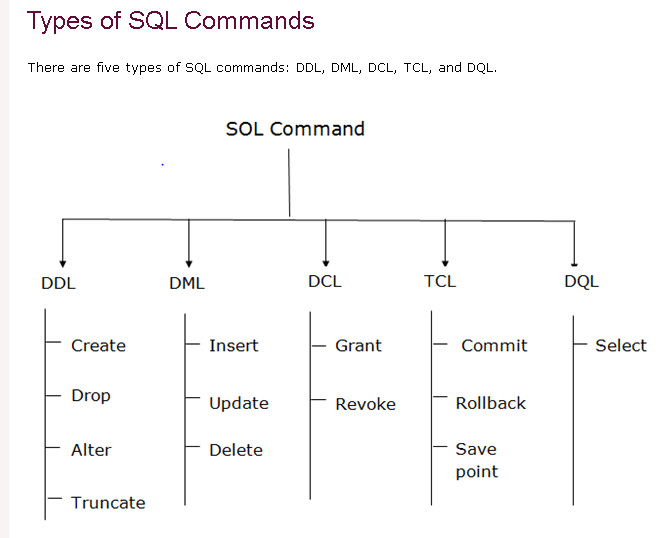 Types of SQL Commands
There are five types of SQL commands: DDL, DML, DCL, TCL, and DQL.
SOL Command
DDL DML DCL TCL DQL
Create Insert Grant Commit Select
Drop Update Revoke Rollback
Alter Delete Save
point
Truncate